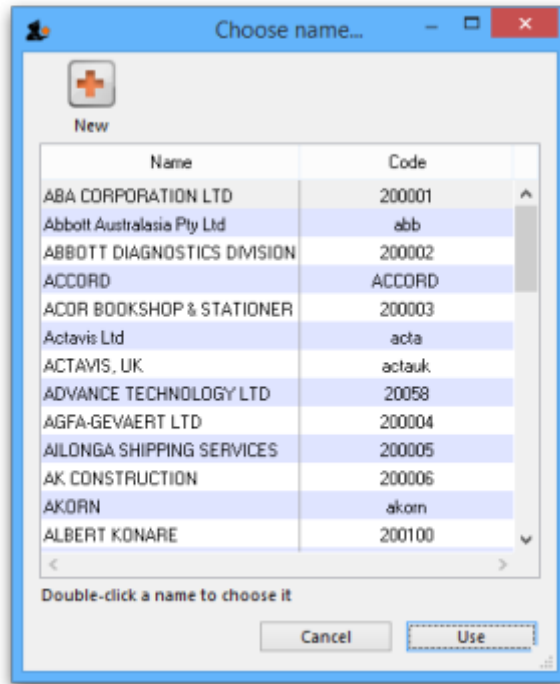 Choose name...
New
Name Code
ABA CORPORATION LTD 200001
Abbott Australasia Pty Ltd abb
ABBOTT DIAGNOSTICS DIVISION 200002
ACCORD ACCORD
ACOR BOOKSHOP & STATIONER 200003
Actavis Ltd acta
ACTAVIS, UK actauk
ADVANCE TECHNOLOGY LTD 20058
AGFA-GEVAERT LTD 200004
AILONGA SHIPPING SERVICES 200005
AK CONSTRUCTION 200006
AKORN akorn
ALBERT KONARE 200100
Double-click a name to choose it
Cancel Use